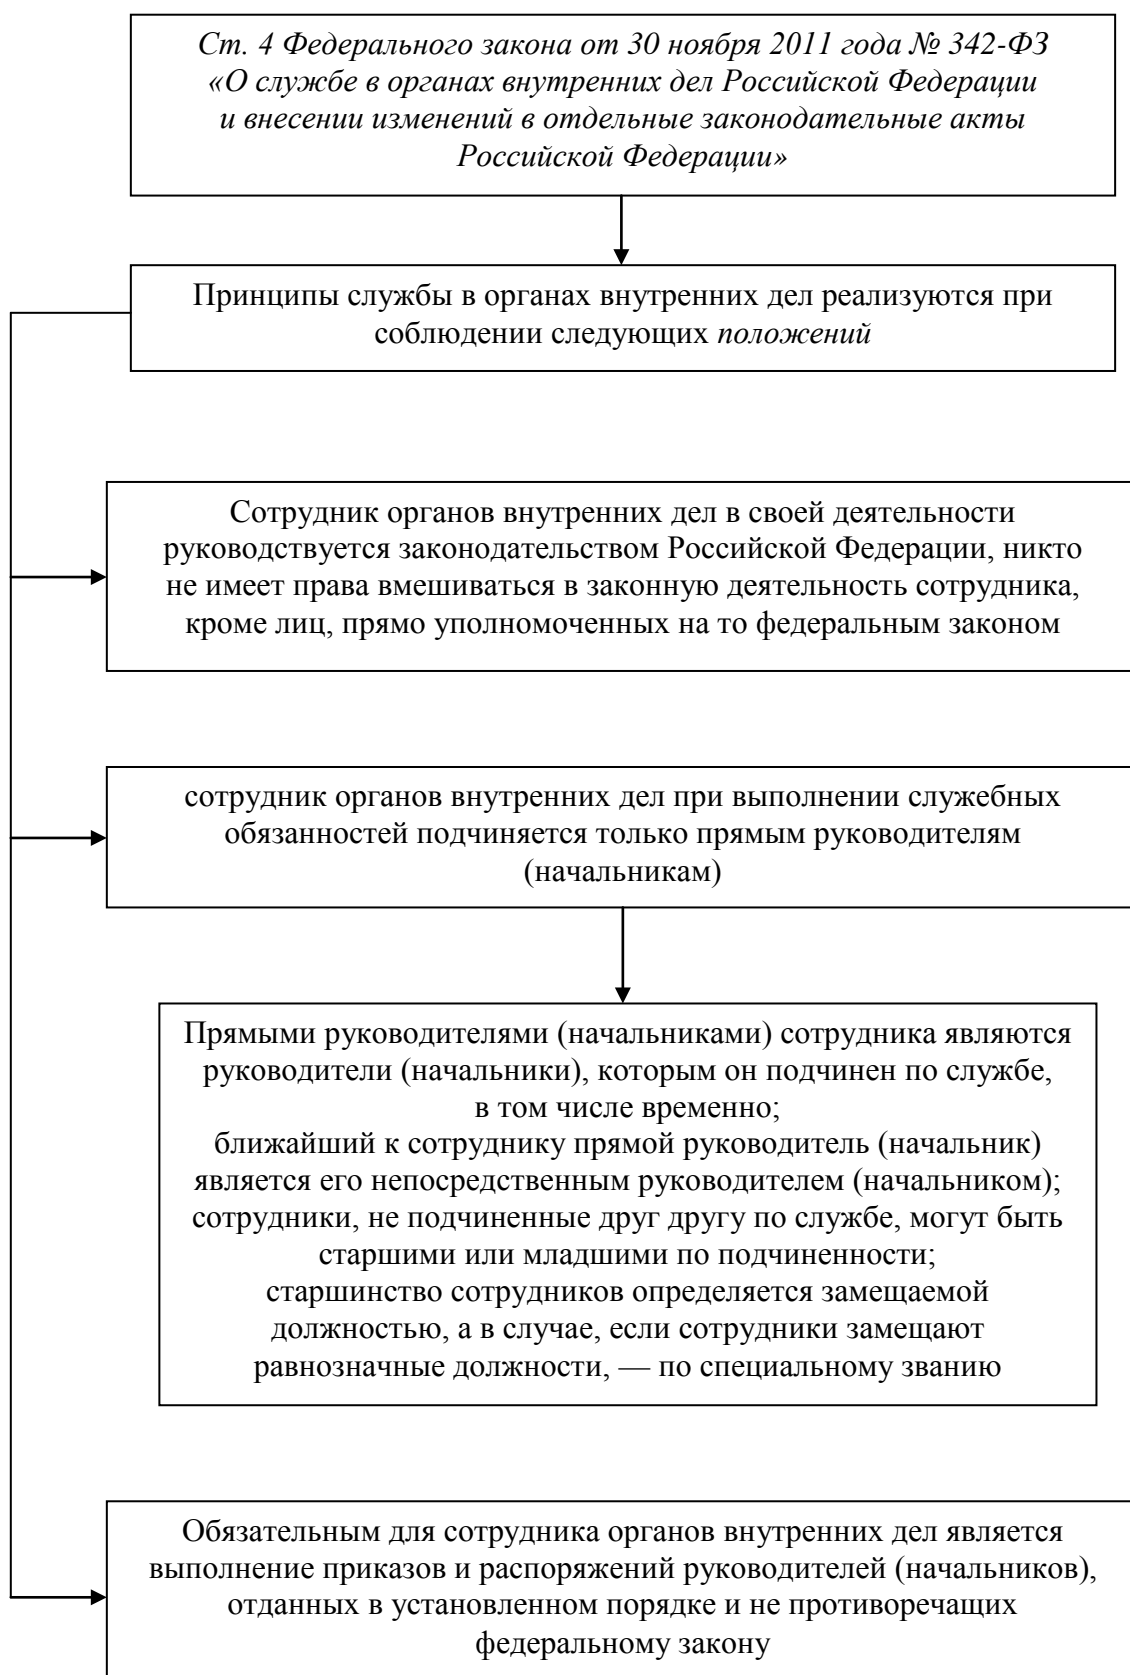 Ст. 4 Федерального закона от 30 ноября 2011 года № 342-ФЗ
«О службе в органах внутренних дел Российской Федерации
и внесении изменений в отдельные законодательные акты
Российской Федерации»
Принципы службы в органах внутренних дел реализуются при
соблюдении следующих положений
Сотрудник органов внутренних дел в своей деятельности
руководствуется законодательством Российской Федерации, никто
не имеет права вмешиваться в законную деятельность сотрудника,
кроме лиц, прямо уполномоченных на то федеральным законом
сотрудник органов внутренних дел при выполнении служебных
обязанностей подчиняется только прямым руководителям
(начальникам)
Прямыми руководителями (начальниками) сотрудника являются
руководители (начальники), которым он подчинен по службе,
в том числе временно;
ближайший к сотруднику прямой руководитель (начальник)
является его непосредственным руководителем (начальником);
сотрудники, не подчиненные друг другу по службе, могут быть
старшими или младшими по подчиненности;
старшинство сотрудников определяется замещаемой
должностью, а в случае, если сотрудники замещают
равнозначные должности, — по специальному званию
Обязательным для сотрудника органов внутренних дел является
выполнение приказов и распоряжений руководителей (начальников),
отданных в установленном порядке и не противоречащих
федеральному закону